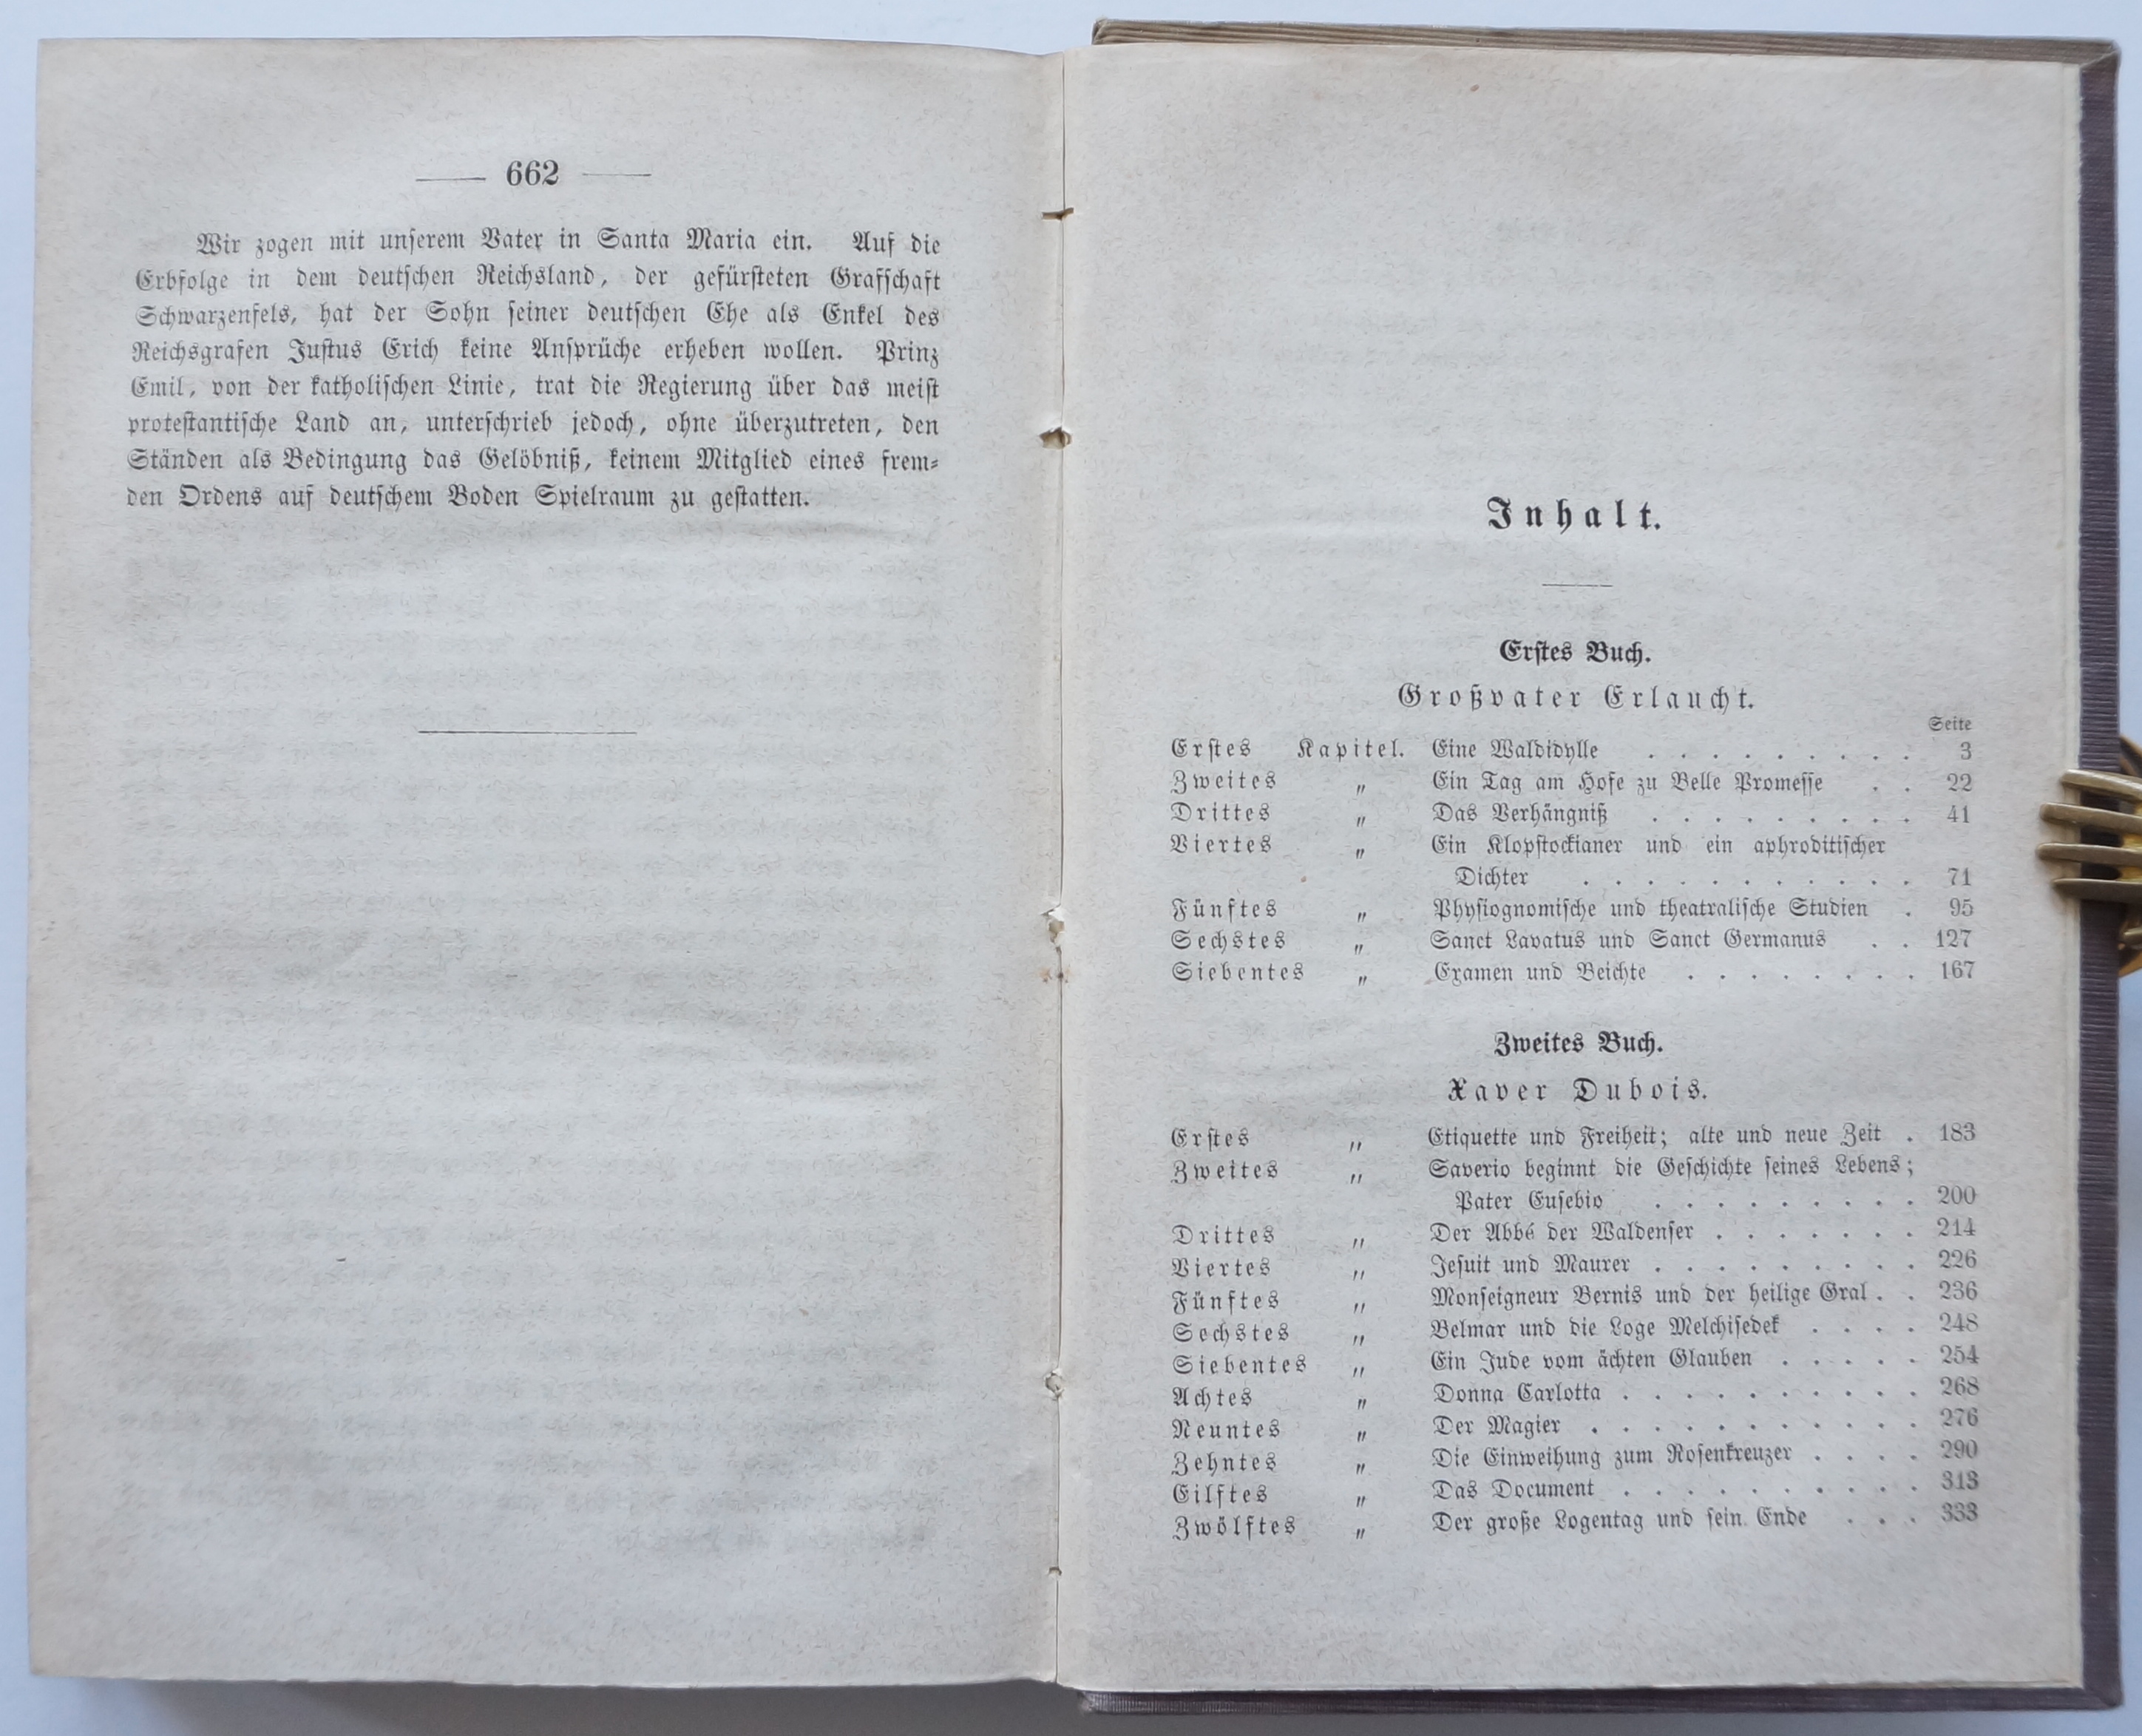 662
Wir zogen mit unſerem Vater in Santa Maria ein. Auf die
Erbfolge in dem deutſchen Reichsland, der gefürſteten Grafſchaft
Schwarzenfels, hat der Sohn ſeiner deutſchen Ehe als Enkel des
Reichsgrafen Juſtus Erich keine Anſprüche erheben wollen. Prinz
Emil, von der katholiſchen Linie, trat die Regierung über das meiſt
proteſtantiſche Land an, unterſchrieb jedoch, ohne überzutreten, den
Ständen als Bedingung das Gelöbniß, keinem Mitglied eines frem⸗
den Ordens auf deutſchem Boden Spielraum zu geſtatten.
Inhalt.
Erſtes Buch.
Großvater Erlaucht.
Seite
Erſtes Kapitel. Eine Waldidylle . . . . . . . . . 3
Zweites „ Ein Tag am Hofe zu Belle Promeſſe . . 22
Drittes „ Das Verhängniß . . . . . . . . . 41
Viertes „ Ein Klopſtockianer und ein aphroditiſcher
Dichter . . . . . . . . . . . 71
Fünftes „ Phyſiognomiſche und theatraliſche Studien . 95
Sechstes „ Sanct Lavatus und Sanct Germanus . . 127
Siebentes „ Examen und Beichte . . . . . . . . 167
Zweites Buch.
Xaver Dubois.
Erſtes „ Etiquette und Freiheit; alte und neue Zeit . 183
Zweites „ Saverio beginnt die Geſchichte ſeines Lebens;
Pater Euſebio . . . . . . . . . 200
Drittes „ Der Abbé der Waldenſer . . . . . . . 214
Viertes „ Jeſuit und Maurer . . . . . . . . . 226
Fünftes „ Monſeigneur Bernis und der heilige Gral . . 236
Sechstes „ Belmar und die Loge Melchiſedek . . . . 248
Siebentes „ Ein Jude vom ächten Glauben . . . . . 254
Achtes „ Donna Carlotta . . . . . . . . . . 268
Neuntes „ Der Magier . . . . . . . . . . . 276
Zehntes „ Die Einweihung zum Roſenkreuzer . . . . 290
Eilftes „ Das Document . . . . . . . . . . 313
Zwölftes „ Der große Logentag und ſein Ende . . . 333